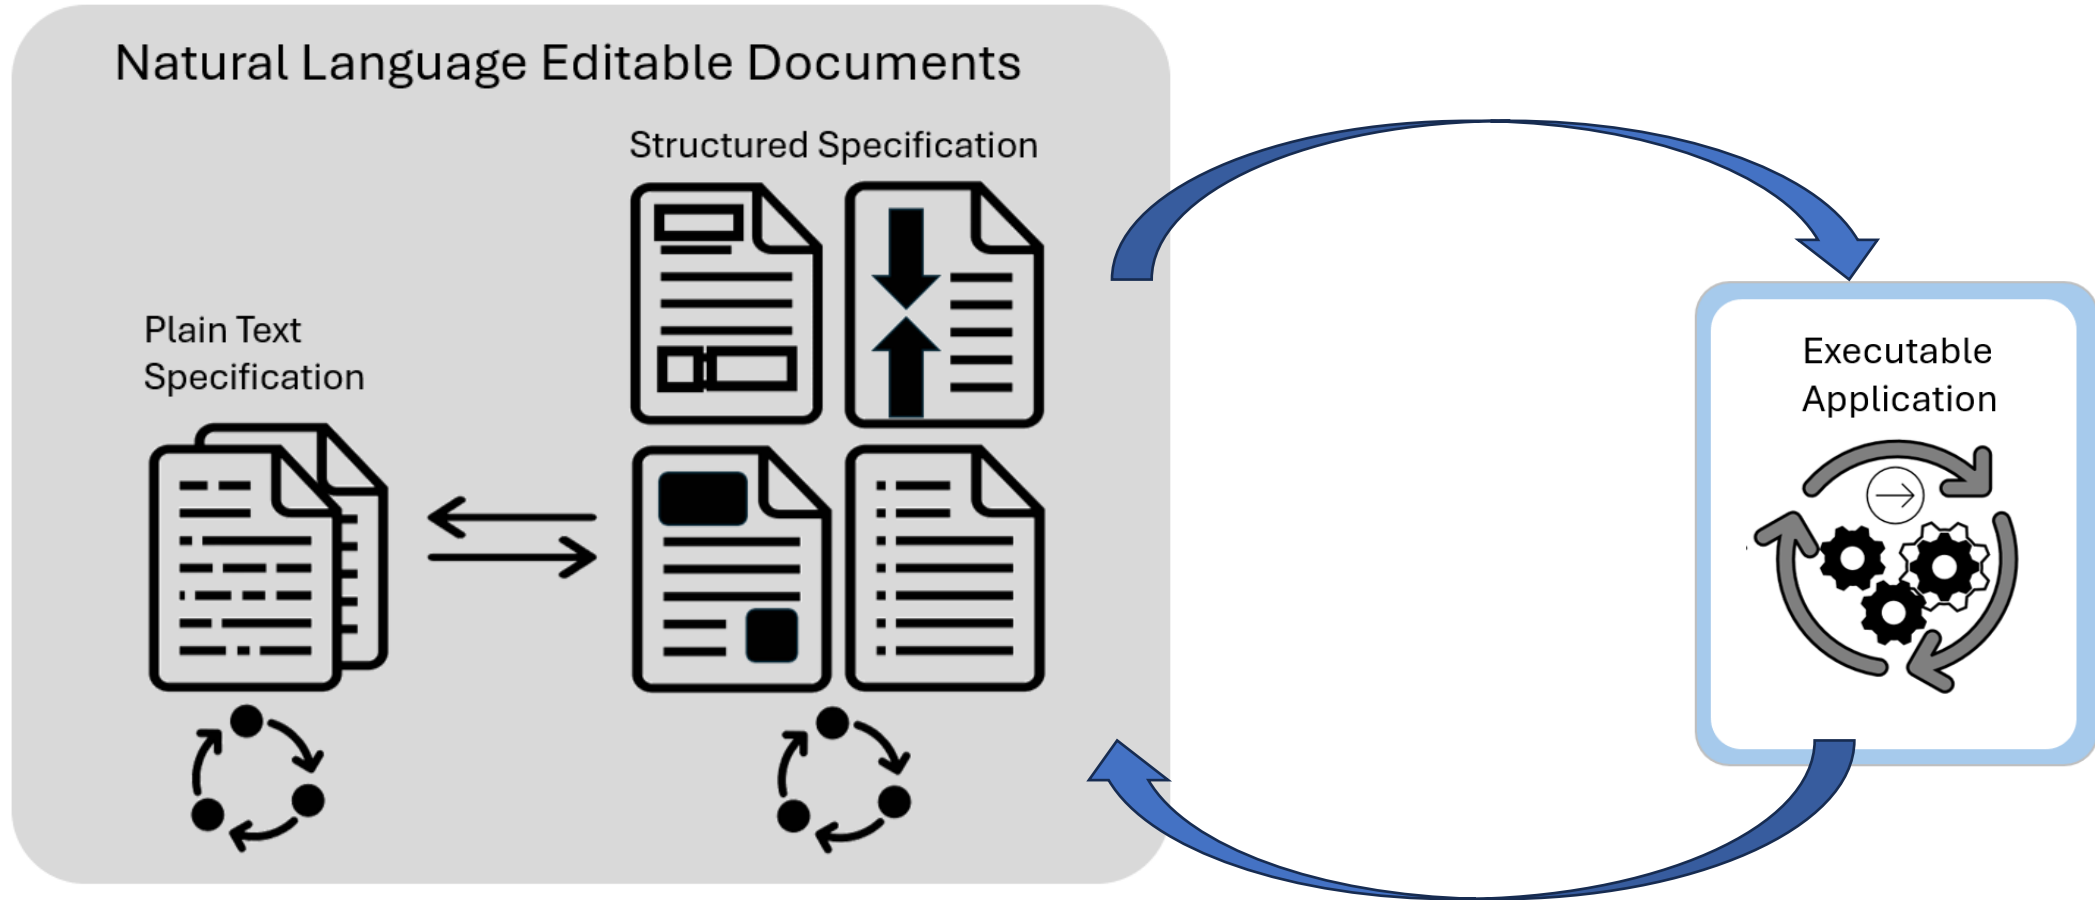 Natural Language Editable Documents
Structured Specification
Plain Text
Specification
Executable
Application